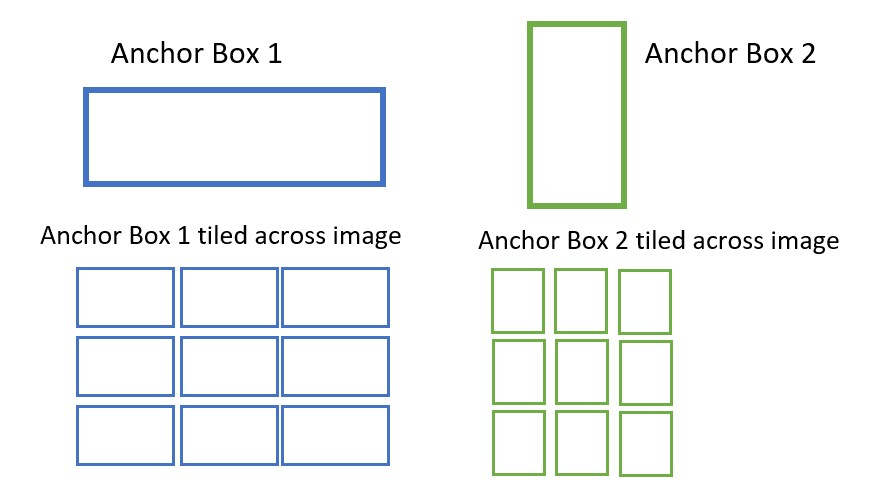 Anchor Box 1
Anchor Box 2
Anchor Box 1 tiled across image
Anchor Box 2 tiled across image